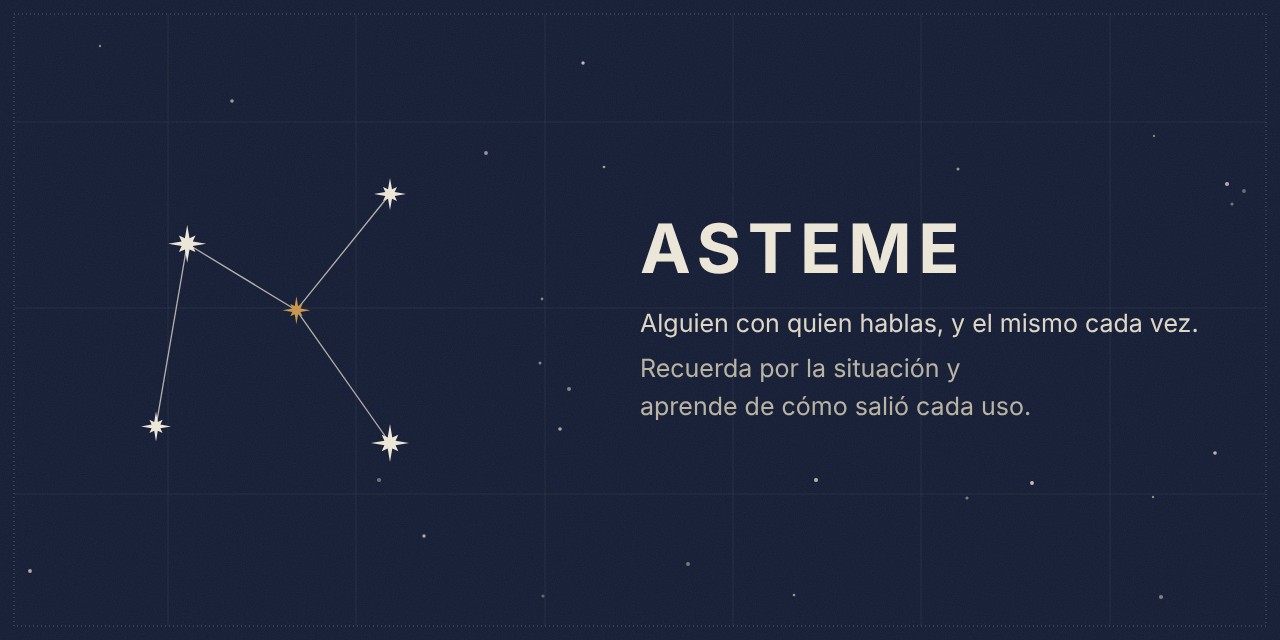 ASTEME
Alguien con quien hablas, y el mismo cada vez.
Recuerda por la situación y
aprende de cómo salió cada uso.